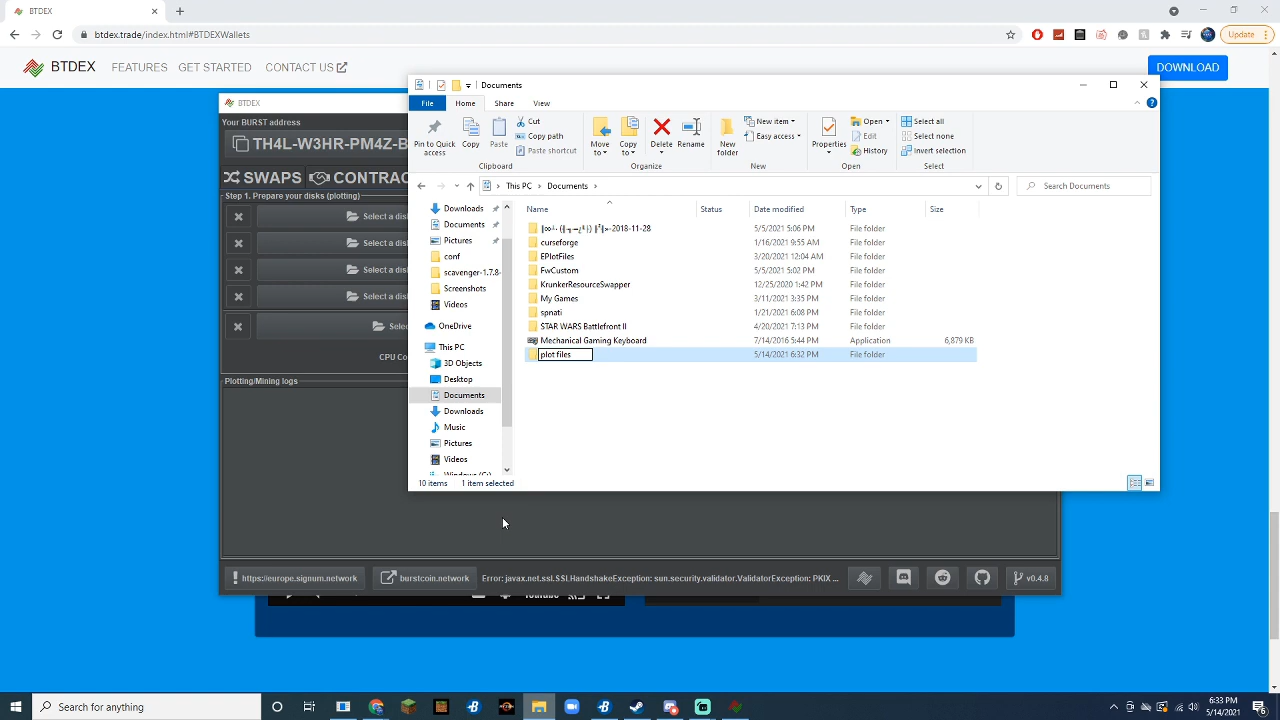 BTDEX
btdex.trade/index.html#BTDEXWallets
Update
BTDEX FEATURES GET STARTED CONTACT US
DOWNLOAD
BTDEX
Your BURST address
TH4L-W3HR-PM4Z-B
SWAPS CONTRAC
Step 1. Prepare your disks (plotting)
Select a dis
Select a dis
Select a dis
Select a dis
Selec
CPU Co
Plotting/Mining logs
Documents
File Home Share View
Pin to Quick access
Copy
Paste
Cut
Copy path
Paste shortcut
Clipboard
Move to
Copy to
Delete
Rename
Organize
New folder
New item
Easy access
New
Properties
Open
Edit
History
Open
Select all
Select none
Invert selection
Select
This PC > Documents >
Search Documents
Downloads
Documents
Pictures
conf
scavenger-1.7.8-
Screenshots
Videos
OneDrive
This PC
3D Objects
Desktop
Documents
Downloads
Music
Pictures
Videos
Windows (C:)
Name Status Date modified Type Size
-2018-11-28 5/5/2021 5:06 PM File folder
curseforge 1/16/2021 9:55 AM File folder
EPlotFiles 3/20/2021 12:04 AM File folder
FwCustom 5/5/2021 5:02 PM File folder
KrunkerResourceSwapper 12/25/2020 1:42 PM File folder
My Games 3/11/2021 3:35 PM File folder
spnati 1/21/2021 6:08 PM File folder
STAR WARS Battlefront II 4/20/2021 7:13 PM File folder
Mechanical Gaming Keyboard 7/14/2016 5:44 PM Application 6,879 KB
plot files 5/14/2021 6:32 PM File folder
10 items 1 item selected
https://europe.signum.network
burstcoin.network
Error: javax.net.ssl.SSLHandshakeException: sun.security.validator.ValidatorException: PKIX ...
v0.4.8
Search for anything
6:33 PM
5/14/2021